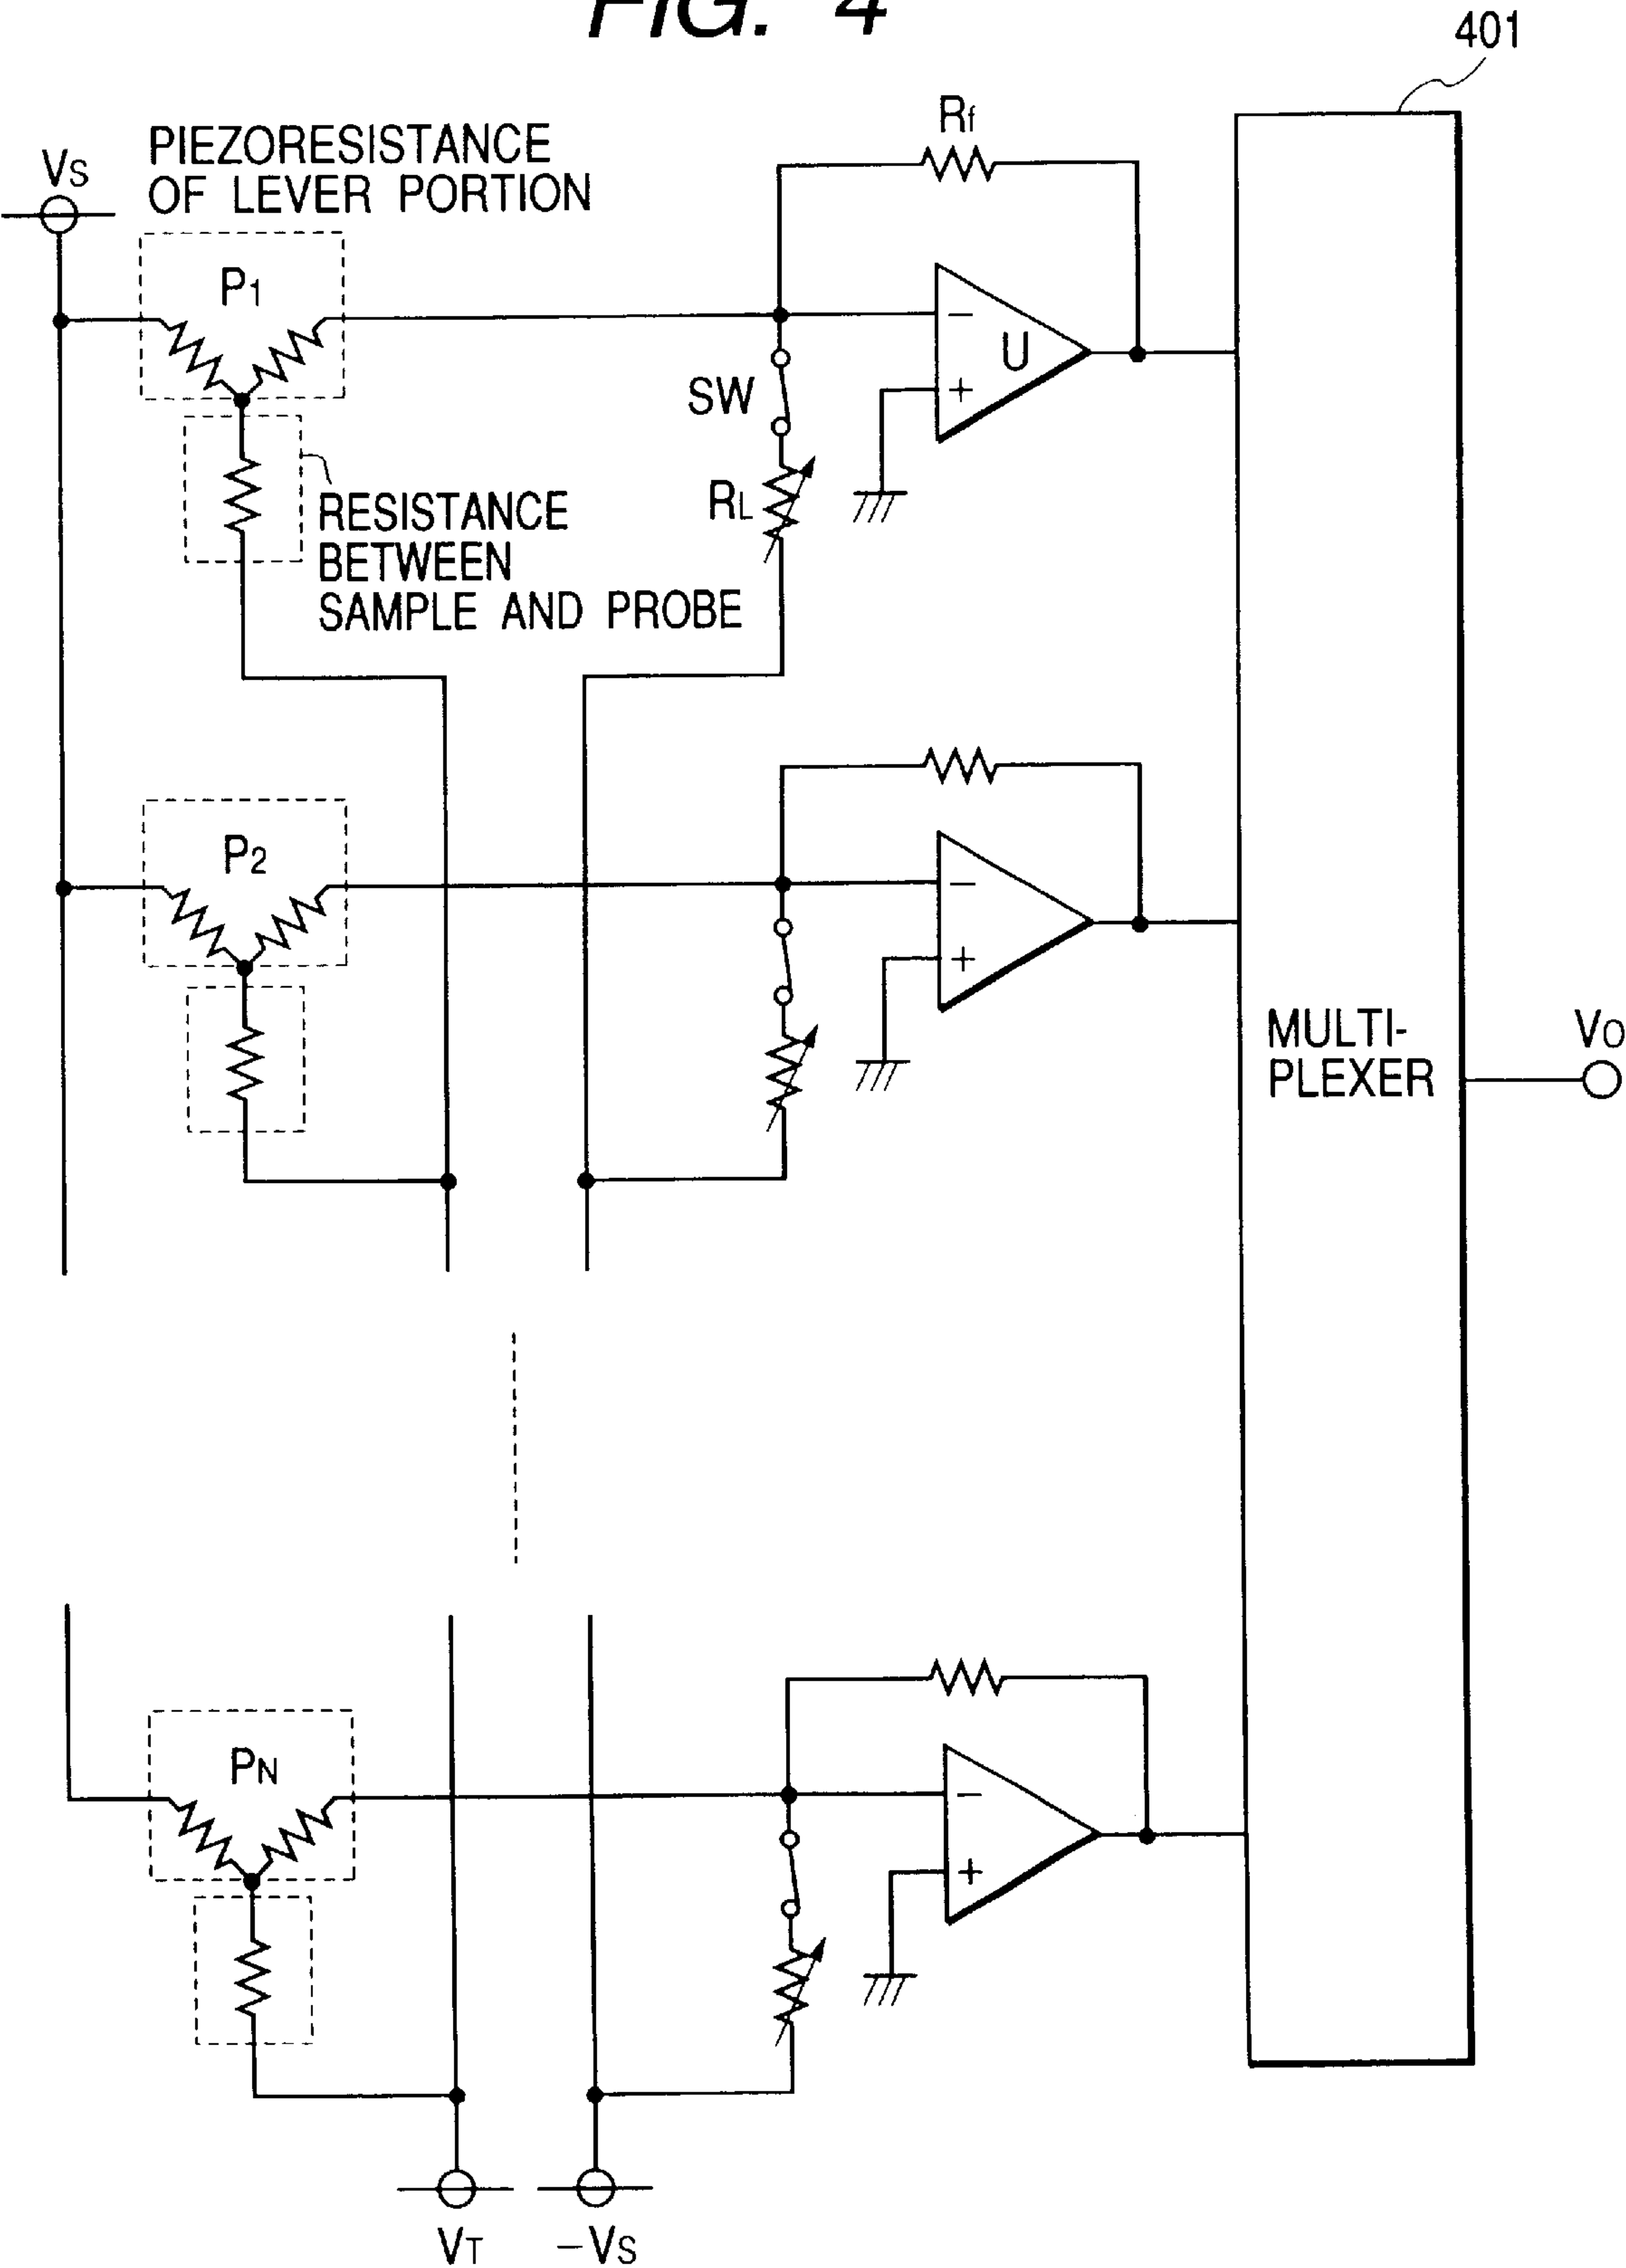 FIG. 4
401
Rf
PIEZORESISTANCE
OF LEVER PORTION
VS
P1
−
U
+
SW
RL
RESISTANCE
BETWEEN
SAMPLE AND PROBE
P2
−
+
MULTI-
PLEXER
VO
PN
−
+
VT
−VS